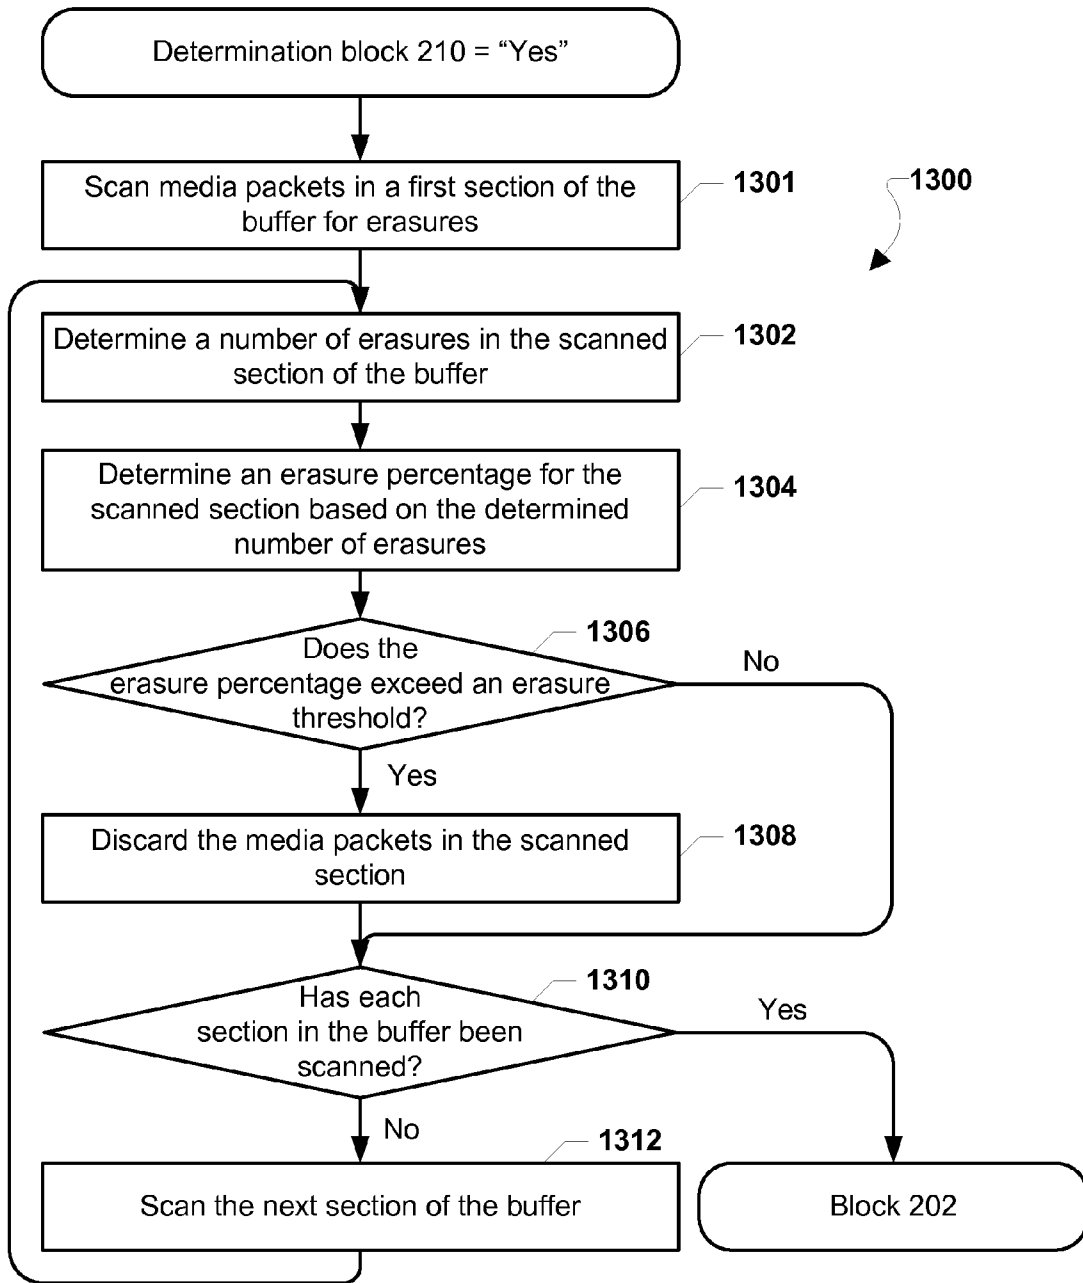 Determination block 210 = “Yes”
Scan media packets in a first section of the
buffer for erasures
1301
1300
Determine a number of erasures in the scanned
section of the buffer
1302
Determine an erasure percentage for the
scanned section based on the determined
number of erasures
1304
1306
Does the
erasure percentage exceed an erasure
threshold?
No
Yes
Discard the media packets in the scanned
section
1308
1310
Has each
section in the buffer been
scanned?
Yes
No
1312
Scan the next section of the buffer
Block 202